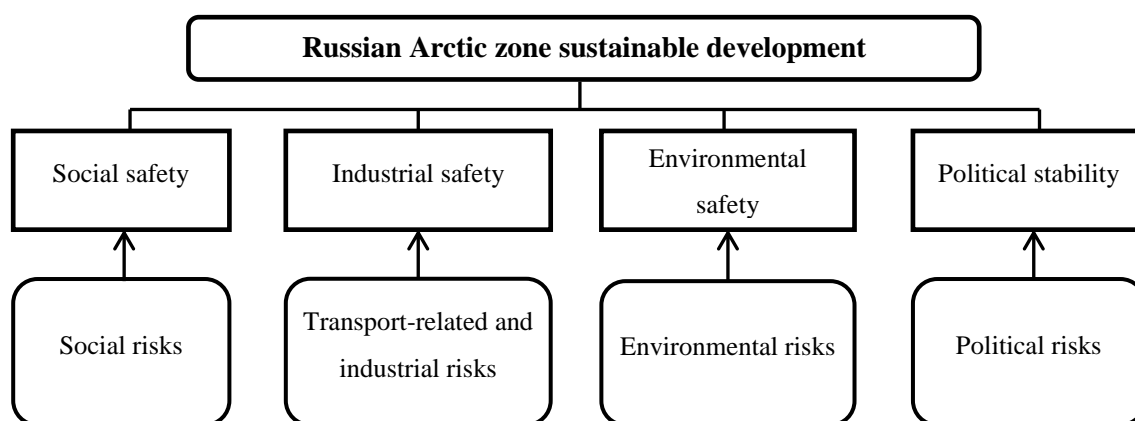 Russian Arctic zone sustainable development
Social safety
Industrial safety
Environmental
safety
Political stability
Social risks
Transport-related and
industrial risks
Environmental risks
Political risks